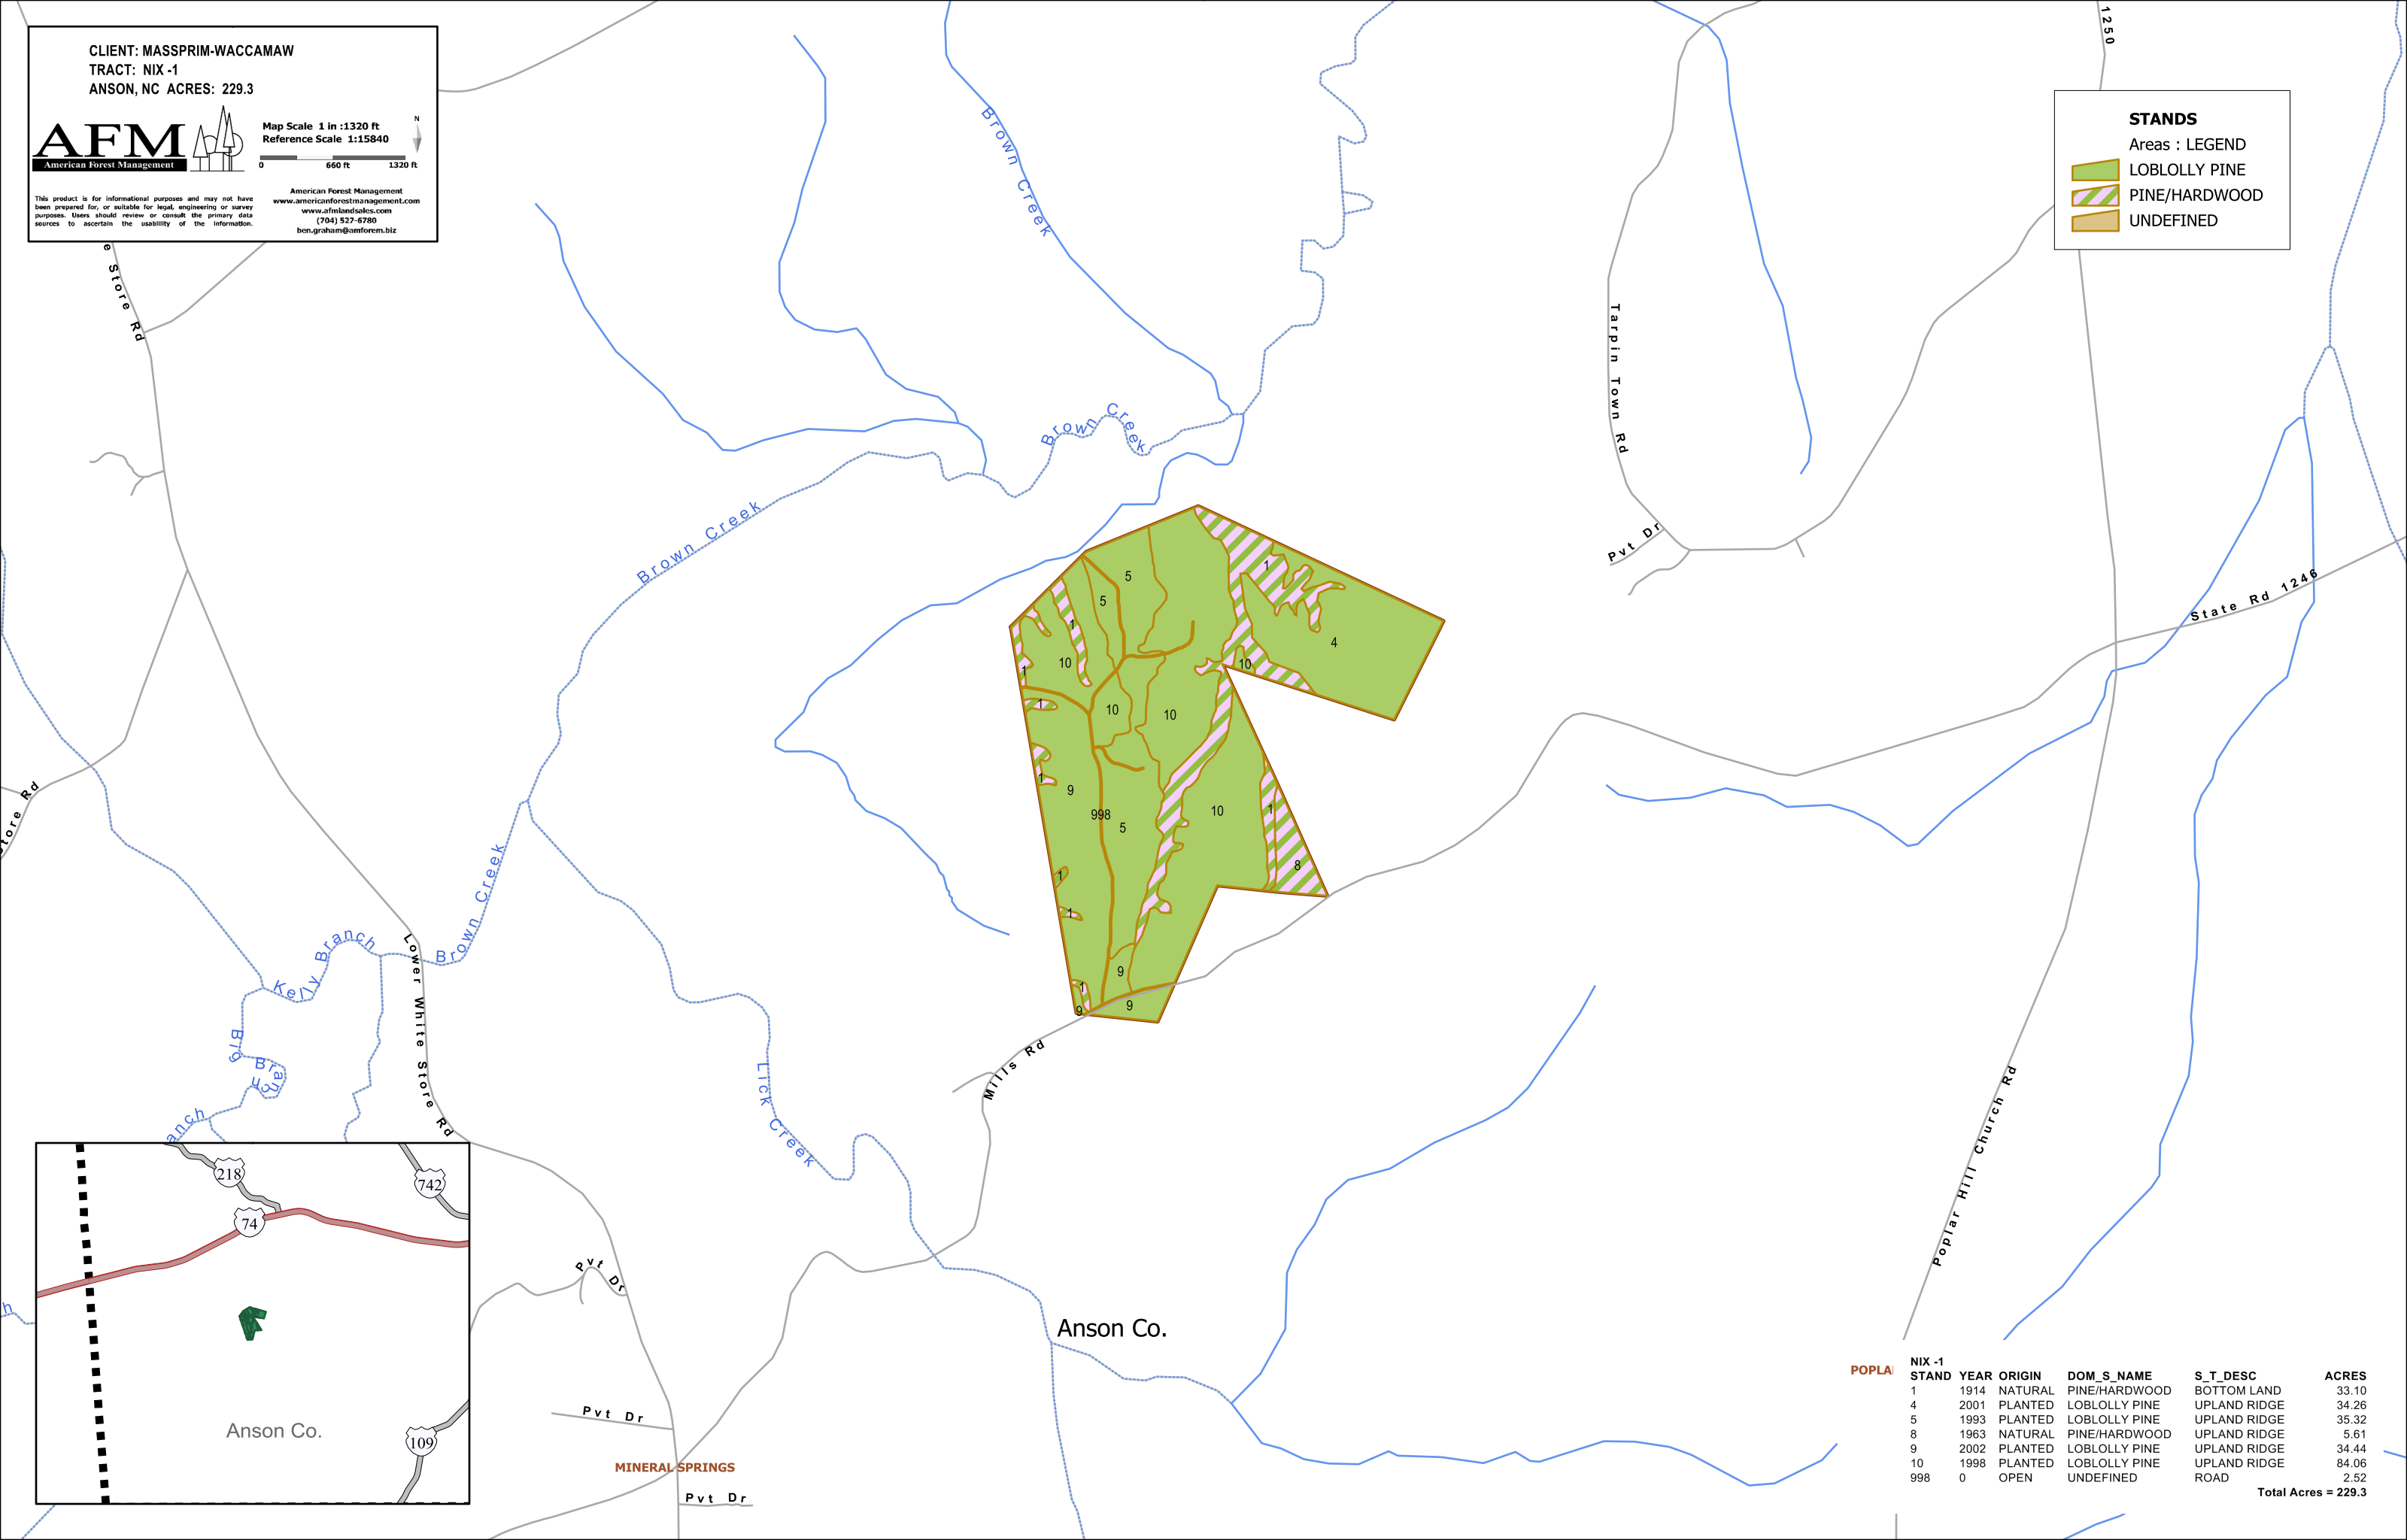 CLIENT: MASSPRIM-WACCAMAW
TRACT: NIX -1
ANSON, NC ACRES: 229.3
AFM
American Forest Management
Map Scale 1 in :1320 ft
Reference Scale 1:15840
N
0 660 ft 1320 ft
This product is for informational purposes and may not have
been prepared for, or suitable for legal, engineering or survey
purposes. Users should review or consult the primary data
sources to ascertain the usability of the information.
American Forest Management
www.americanforestmanagement.com
www.afmlandsales.com
(704) 527-6780
ben.graham@amforem.biz
1250
STANDS
Areas : LEGEND
LOBLOLLY PINE
PINE/HARDWOOD
UNDEFINED
e Store Rd
Brown Creek
Tarpin Town Rd
Brown Creek
Brown Creek
Pvt Dr
State Rd 1246
5
1
5
1
4
10
10
1
1
10
10
1
9
998
5
10
1
8
1
1
9
1
9
9
Store Rd
Brown Creek
Kelly Branch
Lower White Store Rd
Big Branch
anch
Lick Creek
Mills Rd
Poplar Hill Church Rd
218
742
74
Anson Co.
109
h
Pvt Dr
Anson Co.
Pvt Dr
MINERAL SPRINGS
Pvt Dr
POPLA
NIX -1
STAND YEAR ORIGIN DOM_S_NAME S_T_DESC ACRES
1 1914 NATURAL PINE/HARDWOOD BOTTOM LAND 33.10
4 2001 PLANTED LOBLOLLY PINE UPLAND RIDGE 34.26
5 1993 PLANTED LOBLOLLY PINE UPLAND RIDGE 35.32
8 1963 NATURAL PINE/HARDWOOD UPLAND RIDGE 5.61
9 2002 PLANTED LOBLOLLY PINE UPLAND RIDGE 34.44
10 1998 PLANTED LOBLOLLY PINE UPLAND RIDGE 84.06
998 0 OPEN UNDEFINED ROAD 2.52
Total Acres = 229.3